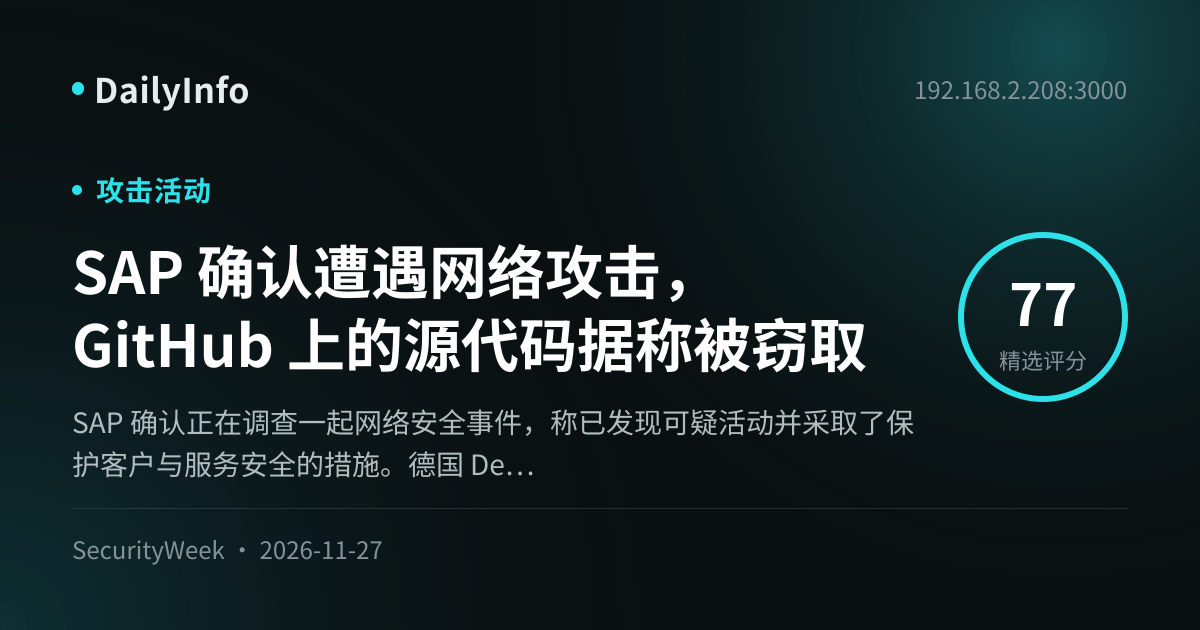 DailyInfo
192.168.2.208:3000
攻击活动
SAP 确认遭遇网络攻击，
GitHub 上的源代码据称被窃取
77
精选评分
SAP 确认正在调查一起网络安全事件，称已发现可疑活动并采取了保
护客户与服务安全的措施。德国 De…
SecurityWeek · 2026-11-27